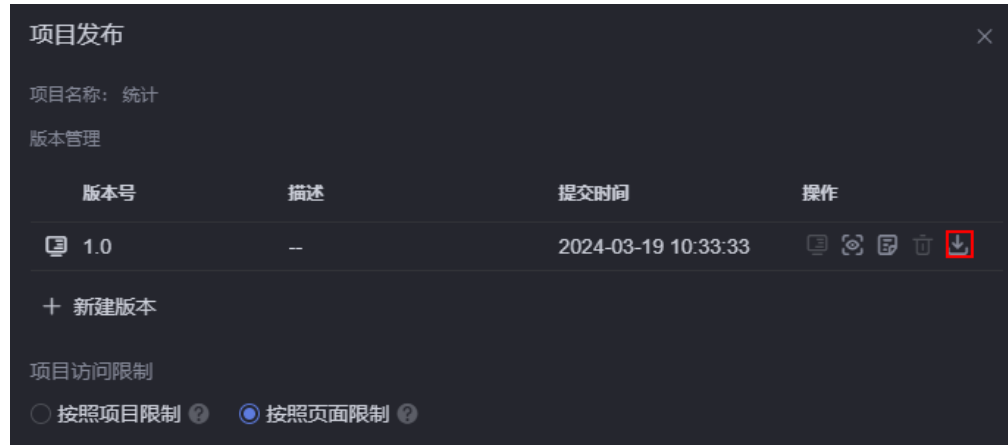 项目发布
项目名称： 统计
版本管理
版本号 描述 提交时间 操作
1.0 -- 2024-03-19 10:33:33
+ 新建版本
项目访问限制
按照项目限制 ? 按照页面限制 ?